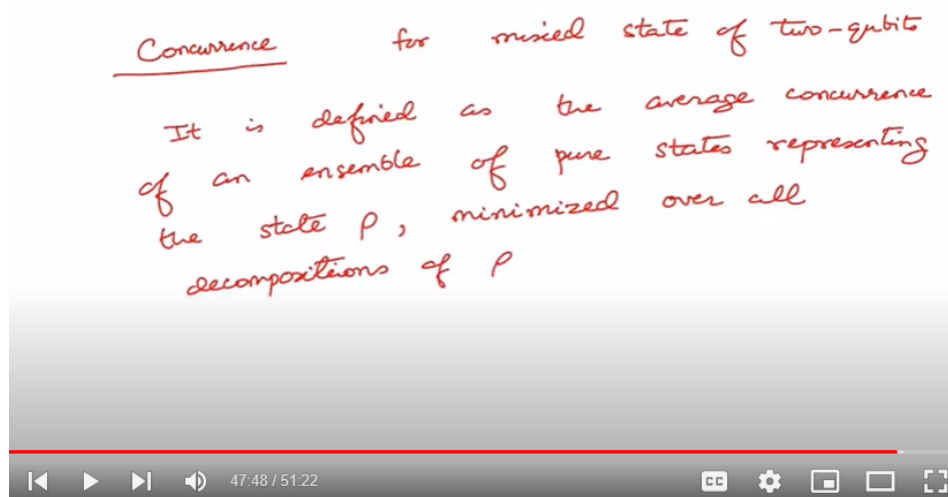 Concurrence for mixed state of two-qubits
It is defined as the average concurrence
of an ensemble of pure states representing
the state ρ, minimized over all
decompositions of ρ
47:48 / 51:22
CC